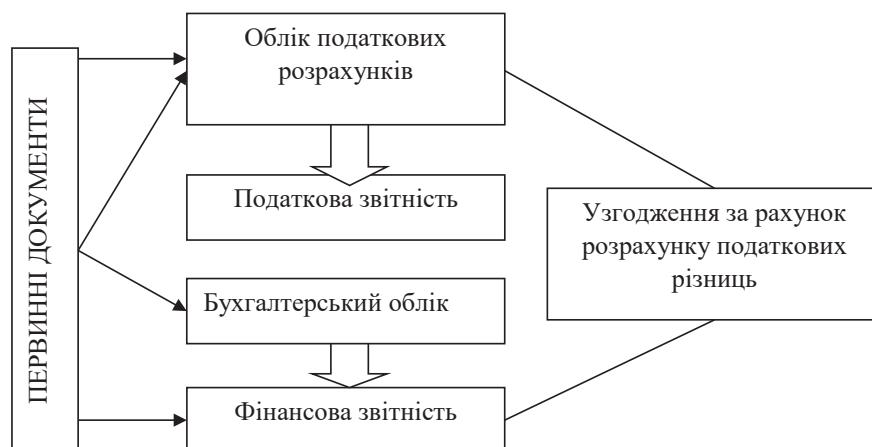 ПЕРВИННІ ДОКУМЕНТИ
Облік податкових
розрахунків
Податкова звітність
Бухгалтерський облік
Фінансова звітність
Узгодження за рахунок
розрахунку податкових
різниць